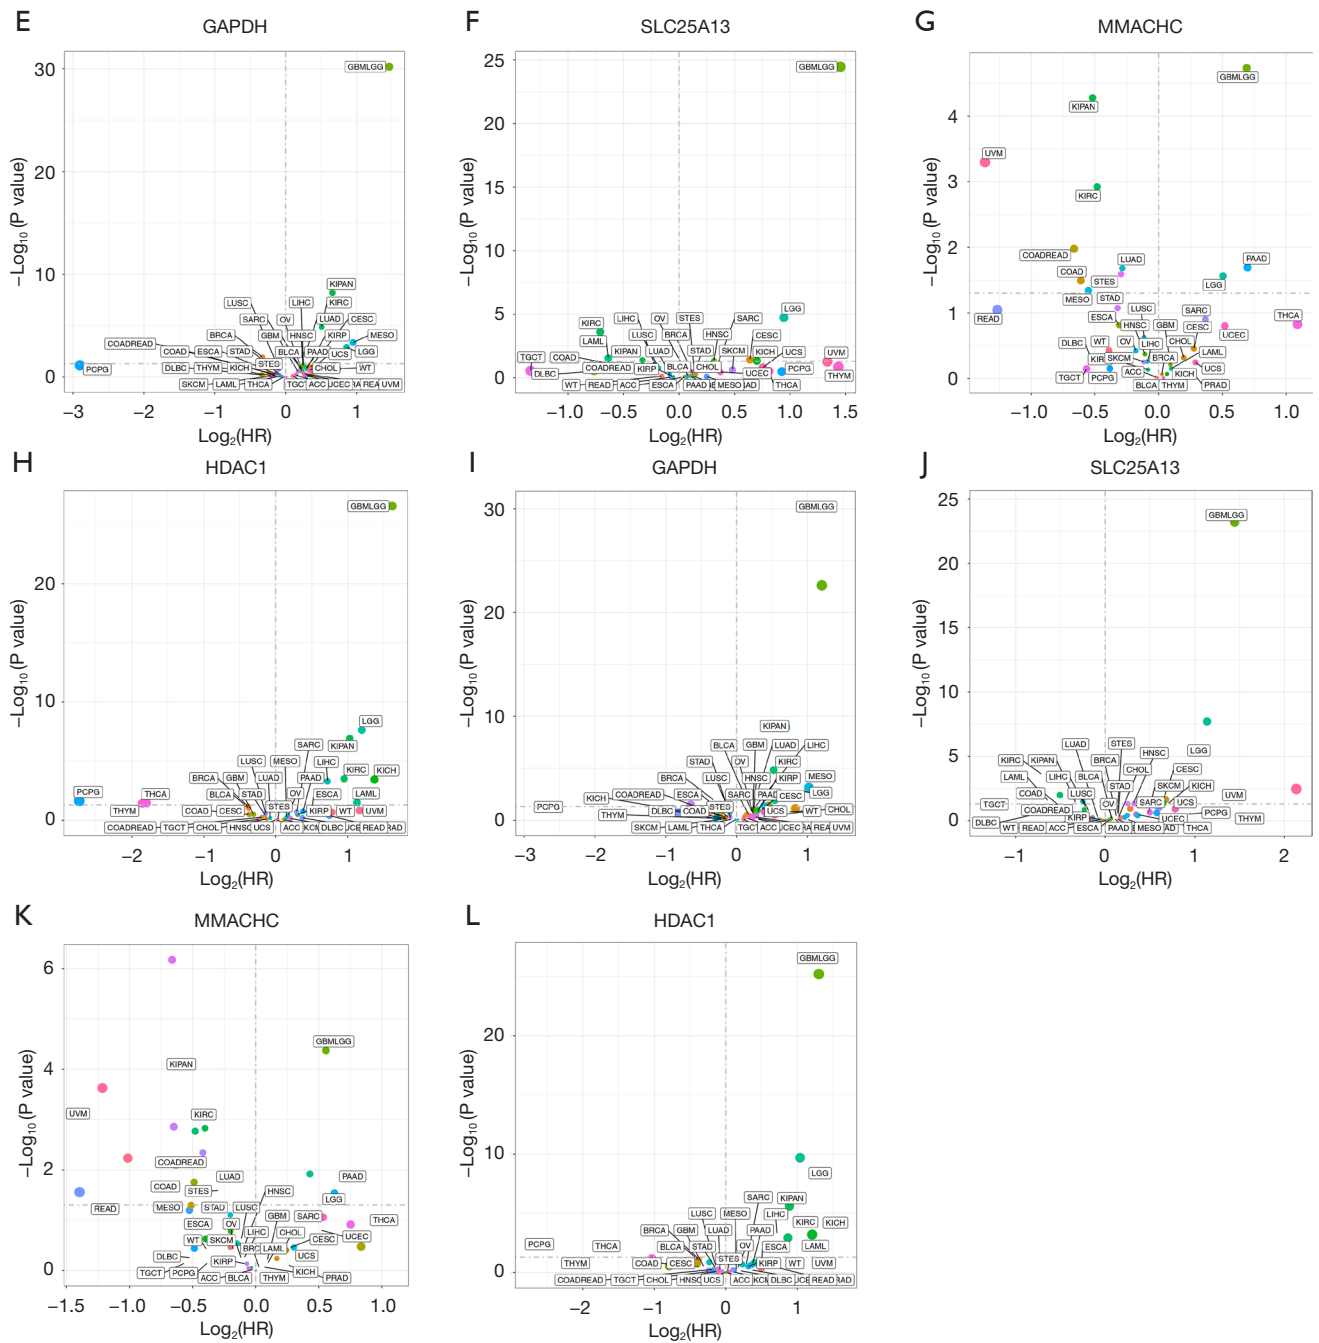 E
GAPDH
−Log10 (P value)
30
20
10
0
GBMLGG
KIPAN
LUSC
LIHC
KIRC
SARC
OV
LUAD
CESC
BRCA
GBM
HNSC
KIRP
MESO
COADREAD
COAD
ESCA
STAD
BLCA
PAAD
UCS
LGG
STES
DLBC
THYM
KICH
CHOL
WT
PCPG
SKCM
LAML
THCA
TGCT
ACC
UCEC
UVM
−3
−2
−1
0
1
Log2(HR)
F
SLC25A13
−Log10 (P value)
25
20
15
10
5
0
GBMLGG
LGG
KIRC
LIHC
OV
STES
SARC
LAML
LUSC
BRCA
HNSC
CESC
TGCT
COAD
KIPAN
LUAD
STAD
SKCM
KICH
UCS
UVM
DLBC
COADREAD
KIRP
BLCA
CHOL
UCEC
PCPG
THYM
WT
READ
ACC
ESCA
PAAD
MESO
THCA
−1.0
−0.5
0.0
0.5
1.0
1.5
Log2(HR)
G
MMACHC
−Log10 (P value)
4
3
2
1
0
GBMLGG
KIPAN
UVM
KIRC
COADREAD
LUAD
PAAD
COAD
STES
LGG
MESO
STAD
READ
LUSC
KICH
THCA
ESCA
HNSC
GBM
CESC
UCEC
DLBC
WT
OV
LIHC
CHOL
SKCM
BRCA
LAML
ACC
KICH
UCS
TGCT
PCPG
BLCA
THYM
PRAD
−1.0
−0.5
0.0
0.5
1.0
Log2(HR)
H
HDAC1
−Log10 (P value)
20
10
0
GBMLGG
LGG
SARC
KIPAN
LUSC
MESO
LIHC
KIRC
KICH
BRCA
GBM
LUAD
PAAD
PCPG
THCA
BLCA
STAD
OV
ESCA
LAML
THYM
COAD
CESC
STES
KIRP
WT
UVM
COADREAD
TGCT
CHOL
HNSC
UCS
ACC
DLBC
READ
−2
−1
0
1
Log2(HR)
I
GAPDH
−Log10 (P value)
30
20
10
0
GBMLGG
KIPAN
BLCA
GBM
LUAD
LIHC
STAD
OV
KIRC
BRCA
LUSC
HNSC
KIRP
MESO
KICH
COADREAD
ESCA
SARC
PAAD
CESC
LGG
PCPG
THYM
DLBC
COAD
STES
UCS
WT
CHOL
SKCM
LAML
THCA
ACC
UCEC
UVM
−3
−2
−1
0
1
Log2(HR)
J
SLC25A13
−Log10 (P value)
25
20
15
10
5
0
GBMLGG
LUAD
STES
KIRC
KIPAN
BRCA
HNSC
LGG
LAML
LIHC
BLCA
CHOL
CESC
COAD
LUSC
STAD
SKCM
KICH
TGCT
COADREAD
OV
SARC
UCS
UVM
KIRP
UCEC
PCPG
THYM
DLBC
WT
READ
ACC
ESCA
PAAD
MESO
THCA
−1
0
1
2
Log2(HR)
K
MMACHC
−Log10 (P value)
6
4
2
0
GBMLGG
KIPAN
UVM
KIRC
COADREAD
COAD
LUAD
PAAD
STES
HNSC
LGG
READ
MESO
STAD
LUSC
GBM
SARC
THCA
ESCA
OV
WT
SKCM
LIHC
CHOL
CESC
UCEC
DLBC
KIRP
LAML
UCS
TGCT
PCPG
ACC
BLCA
THYM
KICH
PRAD
−1.5
−1.0
−0.5
0.0
0.5
1.0
Log2(HR)
L
HDAC1
−Log10 (P value)
20
10
0
GBMLGG
LGG
SARC
KIPAN
LUSC
MESO
LIHC
KIRC
KICH
BRCA
GBM
LUAD
PAAD
PCPG
THCA
BLCA
STAD
OV
ESCA
LAML
THYM
COAD
CESC
STES
KIRP
WT
UVM
COADREAD
TGCT
CHOL
HNSC
UCS
ACC
DLBC
READ
−2
−1
0
1
Log2(HR)